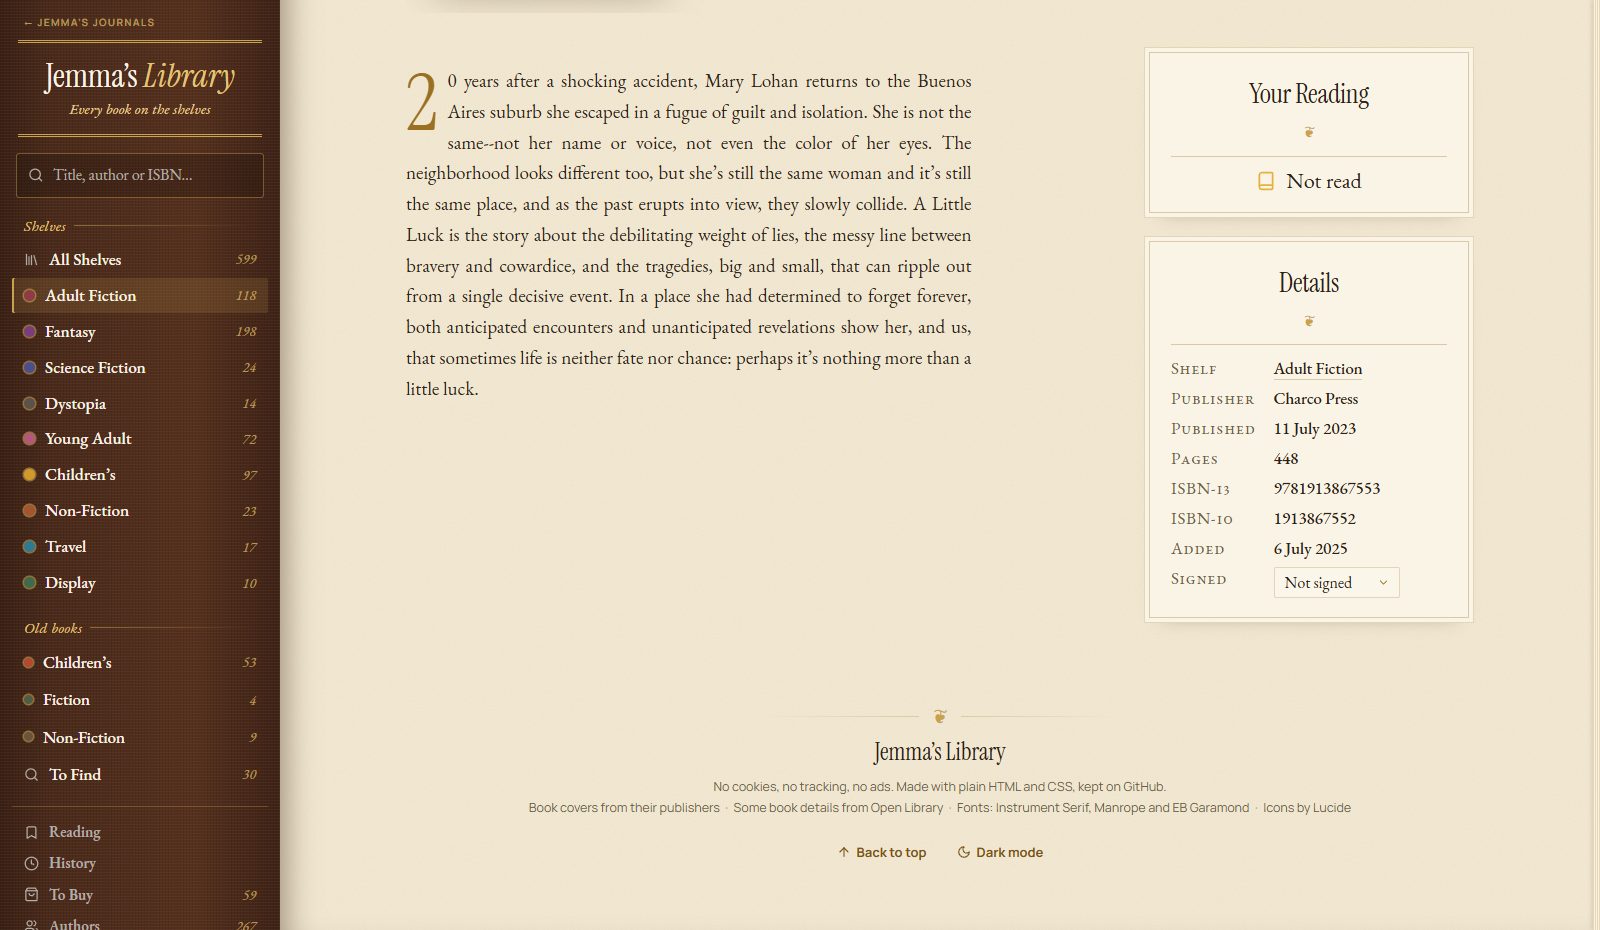 ← JEMMA'S JOURNALS
Jemma's Library
Every book on the shelves
Title, author or ISBN...
Shelves
All Shelves 599
Adult Fiction 118
Fantasy 198
Science Fiction 24
Dystopia 14
Young Adult 72
Children's 97
Non-Fiction 23
Travel 17
Display 10
Old books
Children's 53
Fiction 4
Non-Fiction 9
To Find 30
Reading
History
To Buy 59
Authors 267
20 years after a shocking accident, Mary Lohan returns to the Buenos
Aires suburb she escaped in a fugue of guilt and isolation. She is not the
same--not her name or voice, not even the color of her eyes. The
neighborhood looks different too, but she's still the same woman and it's still
the same place, and as the past erupts into view, they slowly collide. A Little
Luck is the story about the debilitating weight of lies, the messy line between
bravery and cowardice, and the tragedies, big and small, that can ripple out
from a single decisive event. In a place she had determined to forget forever,
both anticipated encounters and unanticipated revelations show her, and us,
that sometimes life is neither fate nor chance: perhaps it's nothing more than a
little luck.
Your Reading
Not read
Details
Shelf Adult Fiction
Publisher Charco Press
Published 11 July 2023
Pages 448
ISBN-13 9781913867553
ISBN-10 1913867552
Added 6 July 2025
Signed Not signed
Jemma's Library
No cookies, no tracking, no ads. Made with plain HTML and CSS, kept on GitHub.
Book covers from their publishers · Some book details from Open Library · Fonts: Instrument Serif, Manrope and EB Garamond · Icons by Lucide
Back to top Dark mode